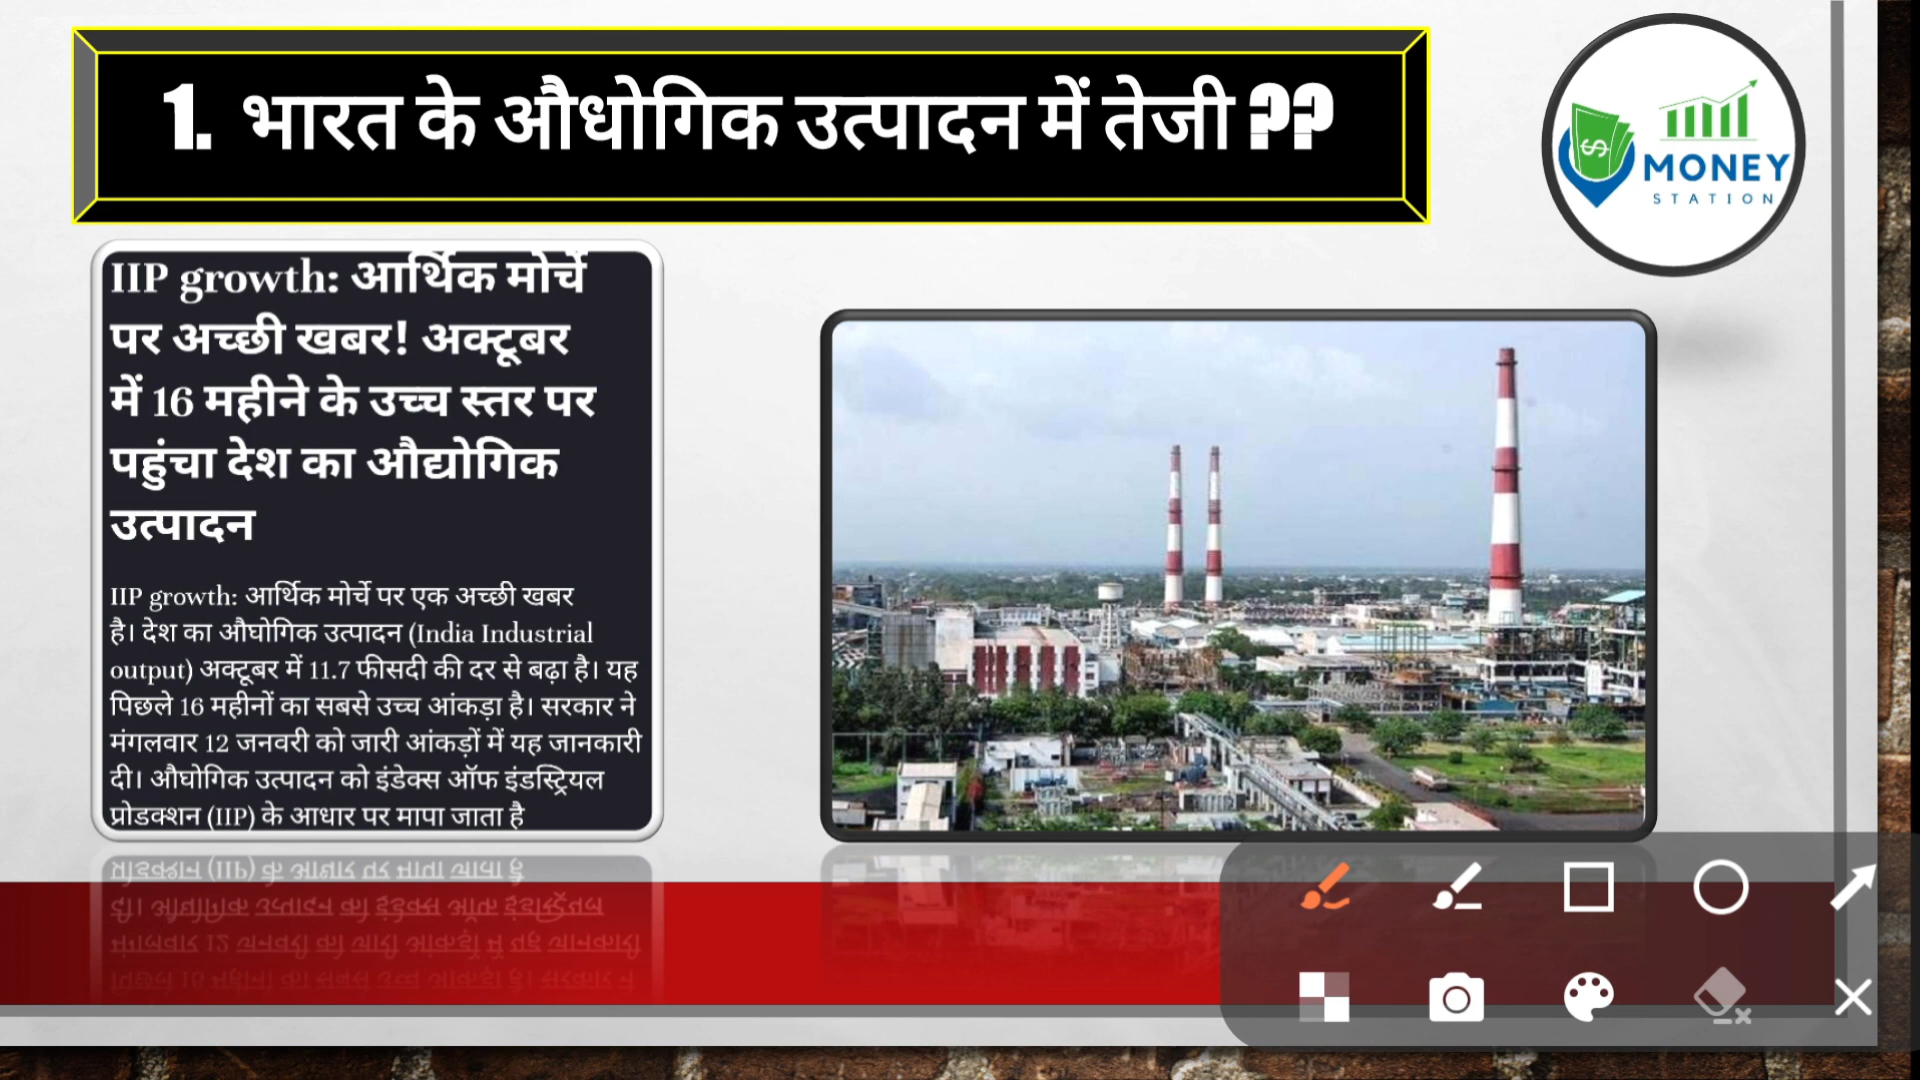 1. भारत के औधोगिक उत्पादन में तेजी ??
MONEY
STATION
IIP growth: आर्थिक मोर्चे
पर अच्छी खबर! अक्टूबर
में 16 महीने के उच्च स्तर पर
पहुंचा देश का औद्योगिक
उत्पादन
IIP growth: आर्थिक मोर्चे पर एक अच्छी खबर
है। देश का औघोगिक उत्पादन (India Industrial
output) अक्टूबर में 11.7 फीसदी की दर से बढ़ा है। यह
पिछले 16 महीनों का सबसे उच्च आंकड़ा है। सरकार ने
मंगलवार 12 जनवरी को जारी आंकड़ों में यह जानकारी
दी। औघोगिक उत्पादन को इंडेक्स ऑफ इंडस्ट्रियल
प्रोडक्शन (IIP) के आधार पर मापा जाता है